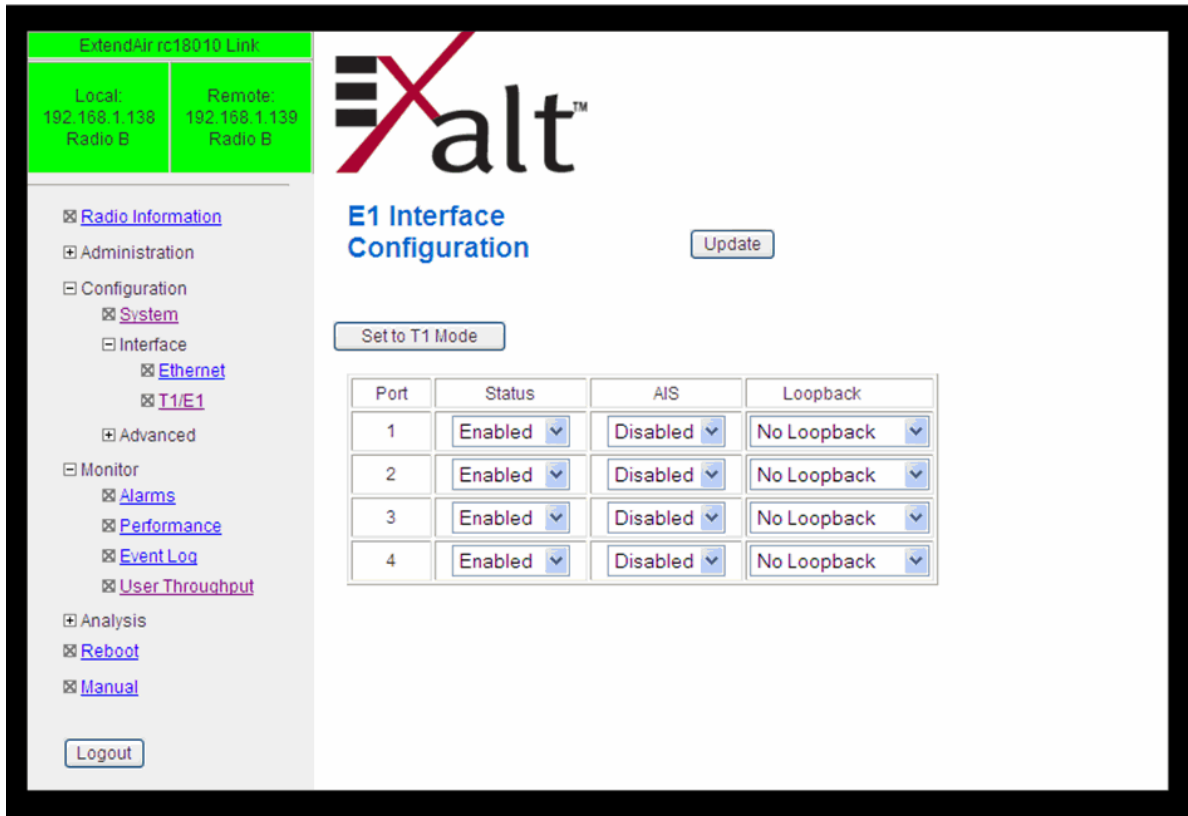 ExtendAir rc18010 Link
Local:
192.168.1.138
Radio B
Remote:
192.168.1.139
Radio B
Exalt™
Radio Information
Administration
Configuration
System
Interface
Ethernet
T1/E1
Advanced
Monitor
Alarms
Performance
Event Log
User Throughput
Analysis
Reboot
Manual
Logout
E1 Interface
Configuration
Update
Set to T1 Mode
Port Status AIS Loopback
1 Enabled Disabled No Loopback
2 Enabled Disabled No Loopback
3 Enabled Disabled No Loopback
4 Enabled Disabled No Loopback